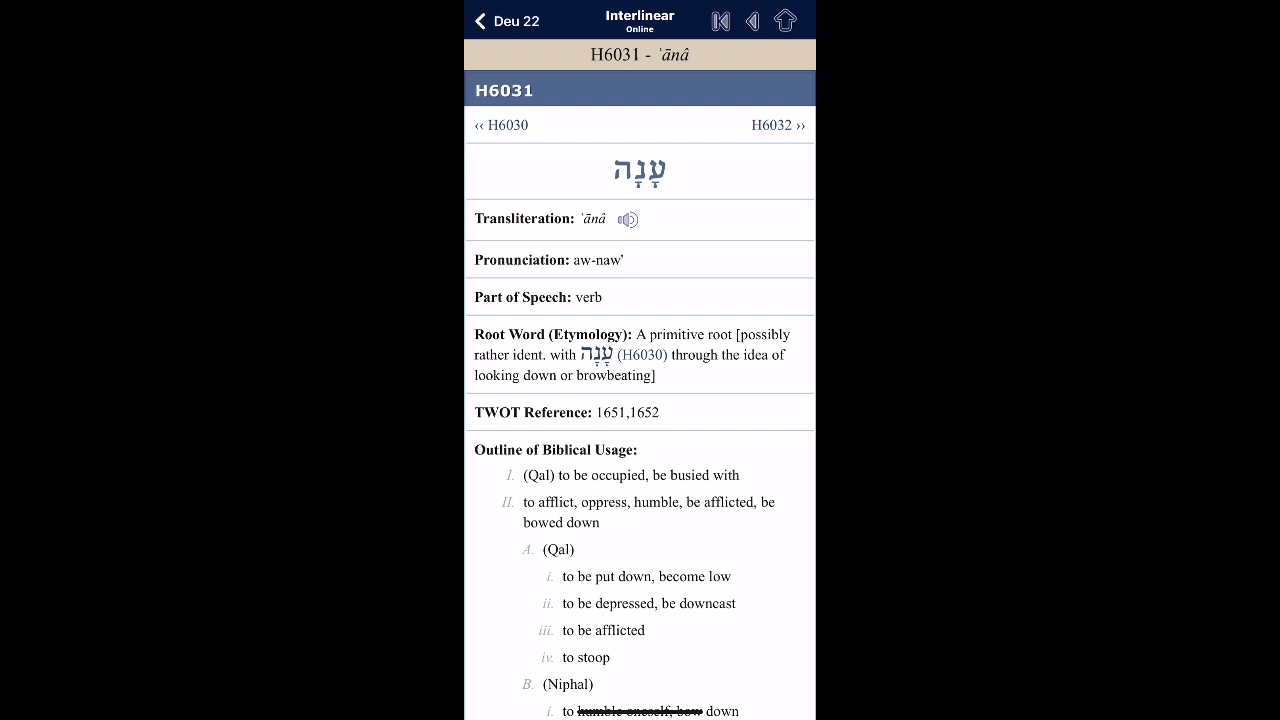 Deu 22
Interlinear
Online
H6031 - ʿānâ
H6031
‹‹ H6030 H6032 ››
עָנָה
Transliteration: ʿānâ
Pronunciation: aw-naw'
Part of Speech: verb
Root Word (Etymology): A primitive root [possibly
rather ident. with עָנָה (H6030) through the idea of
looking down or browbeating]
TWOT Reference: 1651,1652
Outline of Biblical Usage:
I. (Qal) to be occupied, be busied with
II. to afflict, oppress, humble, be afflicted, be
bowed down
A. (Qal)
i. to be put down, become low
ii. to be depressed, be downcast
iii. to be afflicted
iv. to stoop
B. (Niphal)
i. to humble oneself, bow down